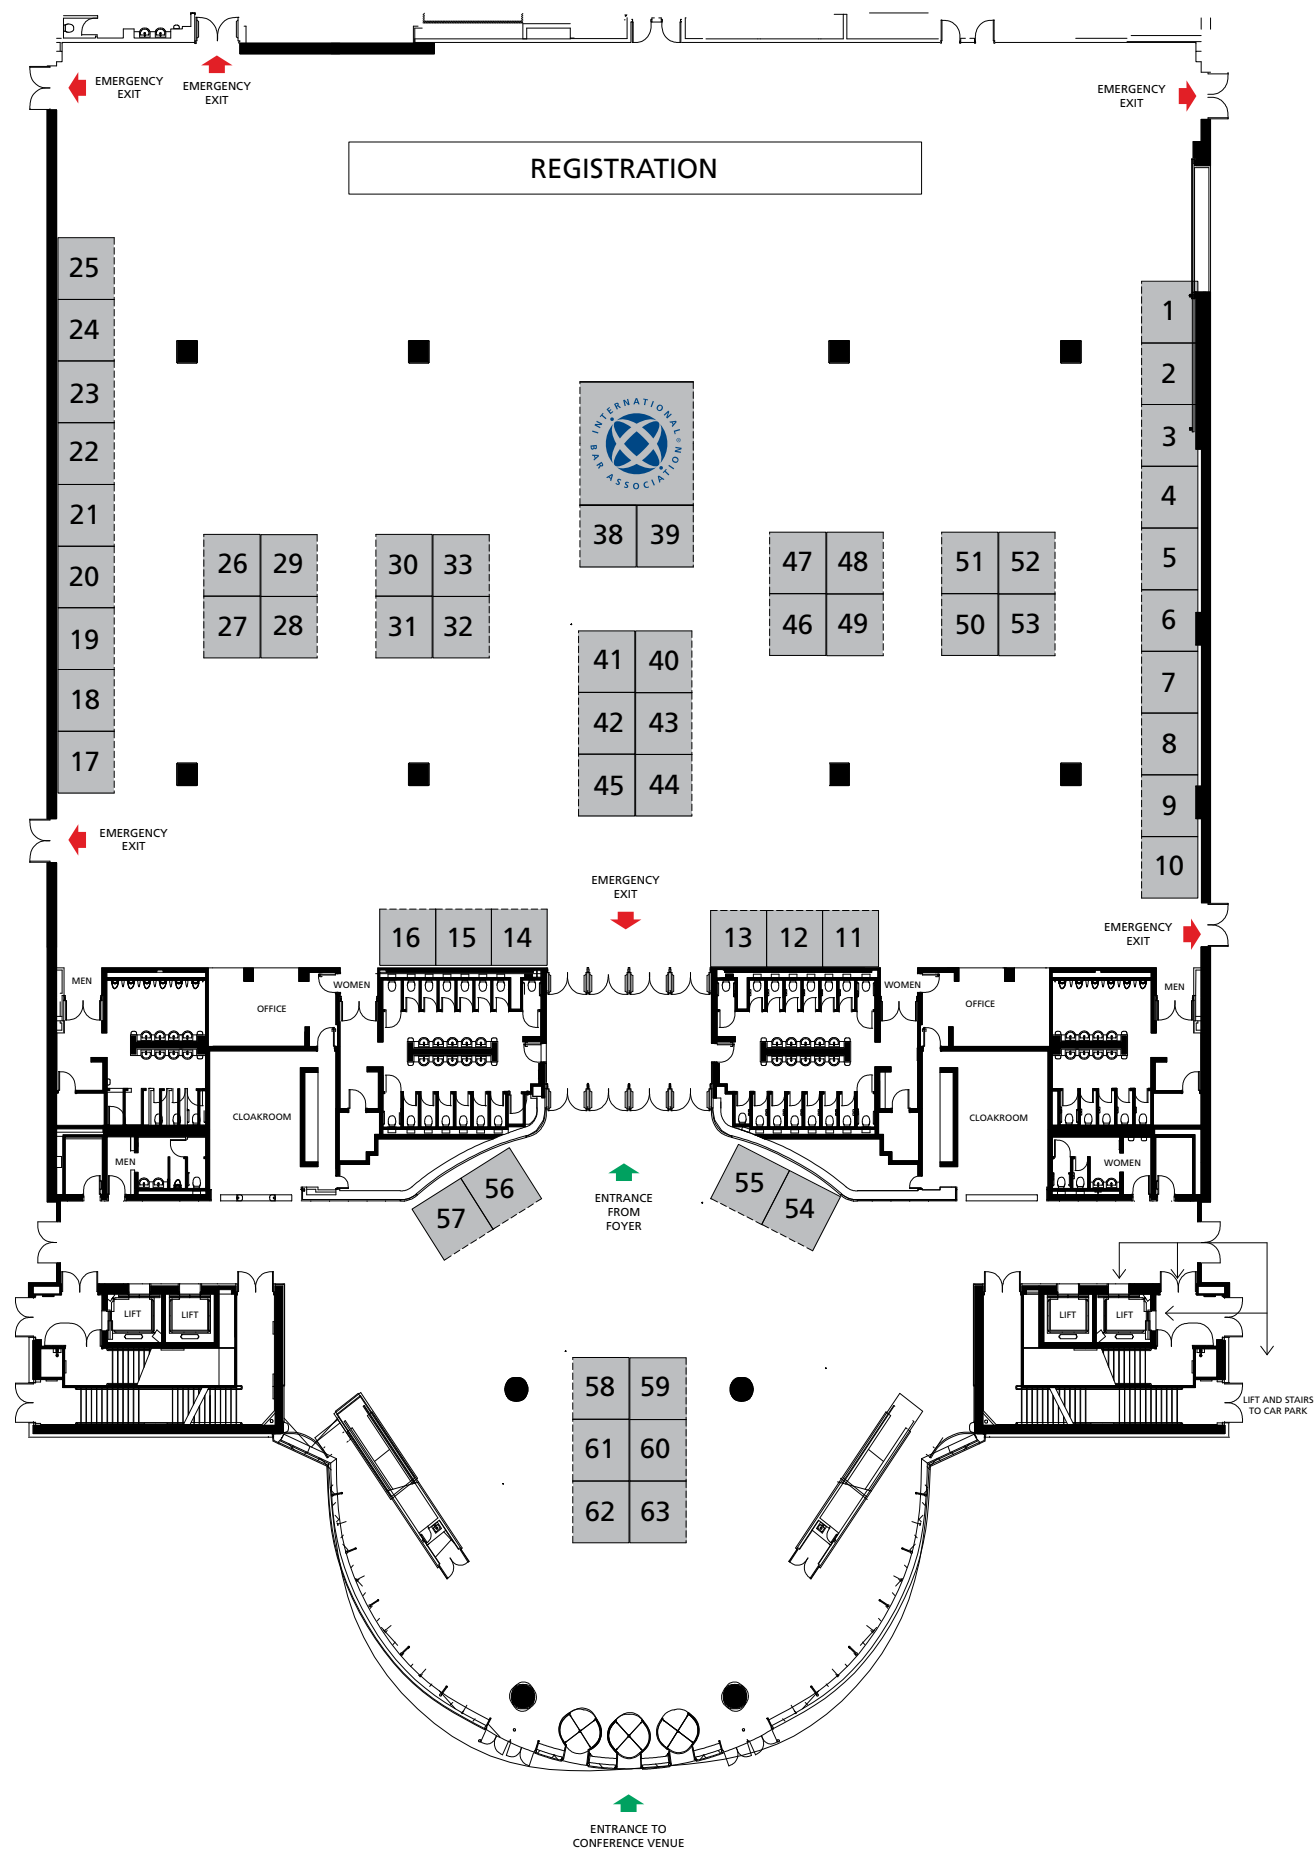 EMERGENCY
EXIT
EMERGENCY
EXIT
EMERGENCY
EXIT
REGISTRATION
25
24
23
22
21
20
19
18
17
1
2
3
4
5
6
7
8
9
10
INTERNATIONAL®
BAR ASSOCIATION
38 39
26 29
27 28
30 33
31 32
47 48
46 49
51 52
50 53
41 40
42 43
45 44
EMERGENCY
EXIT
EMERGENCY
EXIT
EMERGENCY
EXIT
16 15 14
13 12 11
MEN
OFFICE
WOMEN
WOMEN
OFFICE
MEN
CLOAKROOM
CLOAKROOM
MEN
WOMEN
56
57
55
54
ENTRANCE
FROM
FOYER
LIFT LIFT
LIFT LIFT
LIFT AND STAIRS
TO CAR PARK
58 59
61 60
62 63
ENTRANCE TO
CONFERENCE VENUE